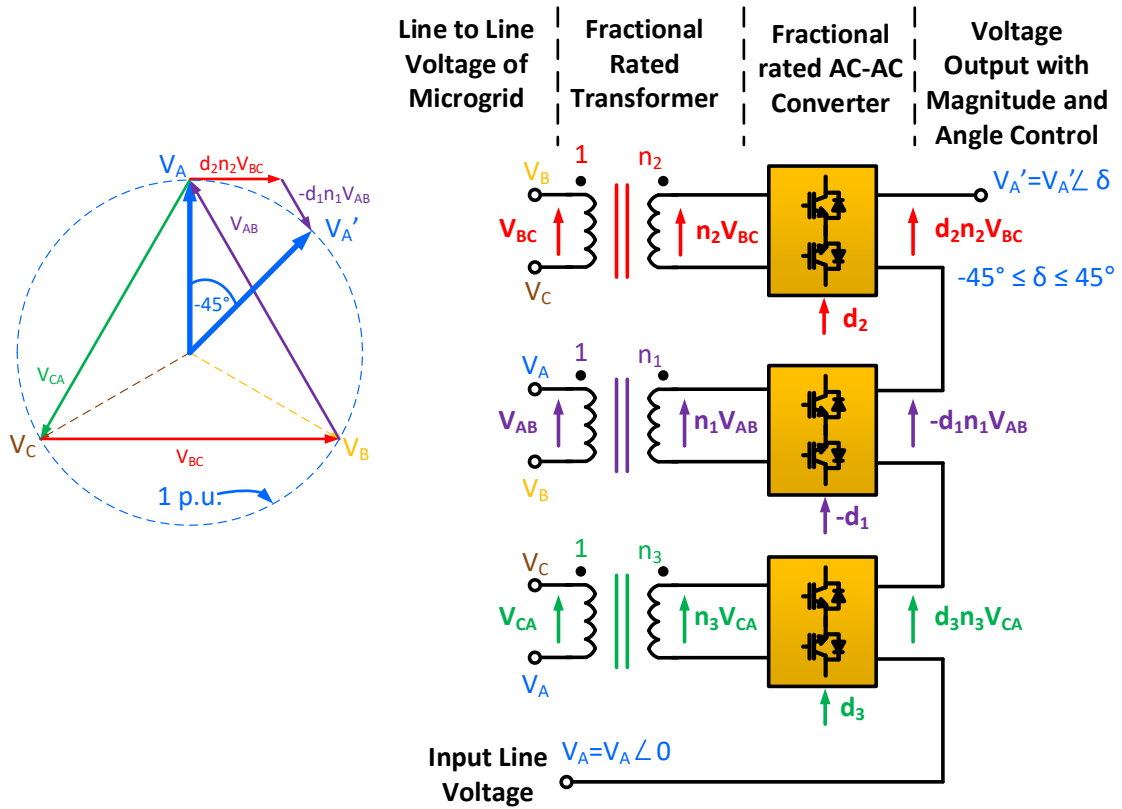 Line to Line
Voltage of
Microgrid
Fractional
Rated
Transformer
Fractional
rated AC-AC
Converter
Voltage
Output with
Magnitude and
Angle Control
V_A
d₂n₂V_BC
-d₁n₁V_AB
V_A'
V_AB
-45°
V_CA
V_C
V_B
V_BC
1 p.u.
V_B
1
n₂
V_BC
n₂V_BC
V_C
d₂
V_A'=V_A'∠ δ
d₂n₂V_BC
-45° ≤ δ ≤ 45°
V_A
1
n₁
V_AB
n₁V_AB
V_B
-d₁
-d₁n₁V_AB
V_C
1
n₃
V_CA
n₃V_CA
V_A
d₃
d₃n₃V_CA
Input Line
Voltage
V_A=V_A∠ 0